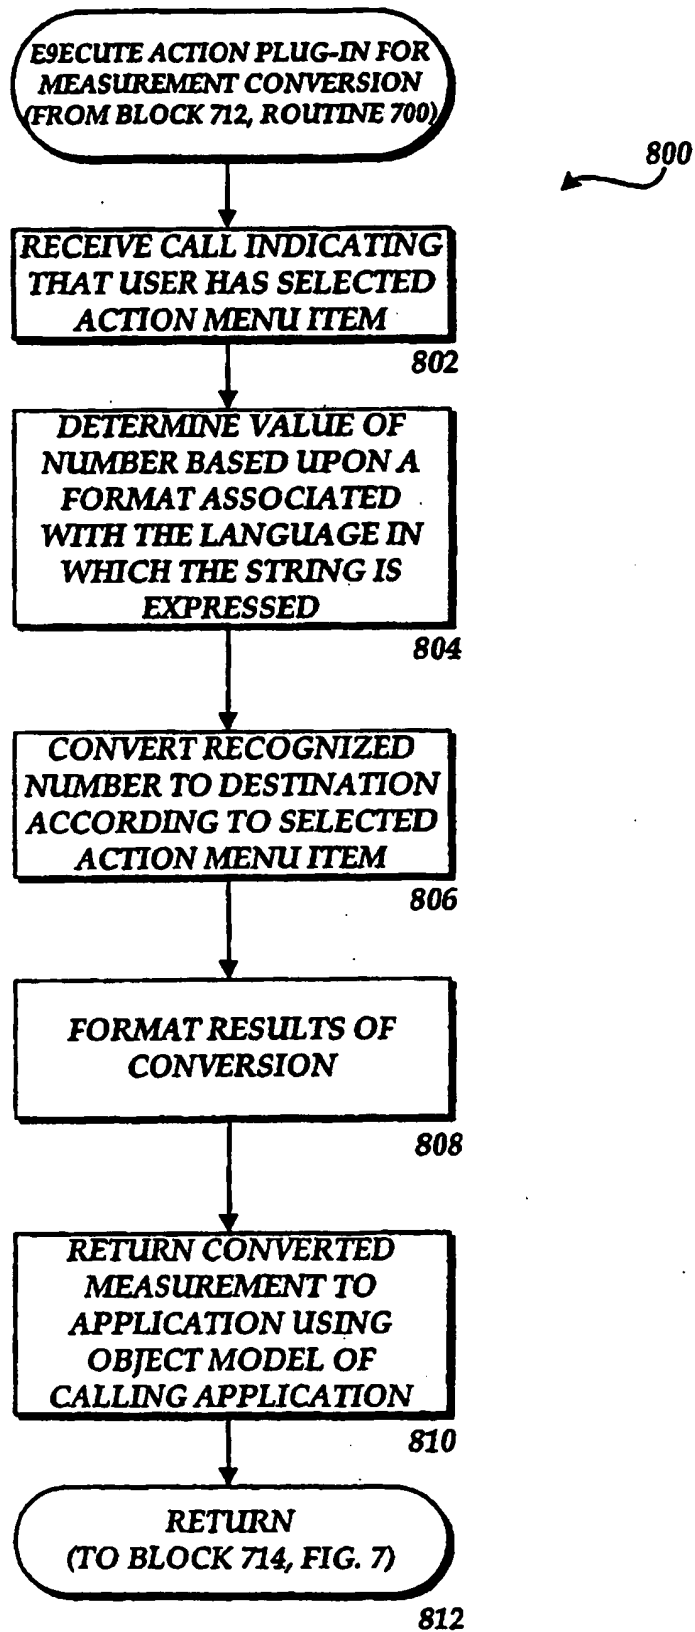 E9ECUTE ACTION PLUG-IN FOR
MEASUREMENT CONVERSION
(FROM BLOCK 712, ROUTINE 700)
800
RECEIVE CALL INDICATING
THAT USER HAS SELECTED
ACTION MENU ITEM
802
DETERMINE VALUE OF
NUMBER BASED UPON A
FORMAT ASSOCIATED
WITH THE LANGUAGE IN
WHICH THE STRING IS
EXPRESSED
804
CONVERT RECOGNIZED
NUMBER TO DESTINATION
ACCORDING TO SELECTED
ACTION MENU ITEM
806
FORMAT RESULTS OF
CONVERSION
808
RETURN CONVERTED
MEASUREMENT TO
APPLICATION USING
OBJECT MODEL OF
CALLING APPLICATION
810
RETURN
(TO BLOCK 714, FIG. 7)
812